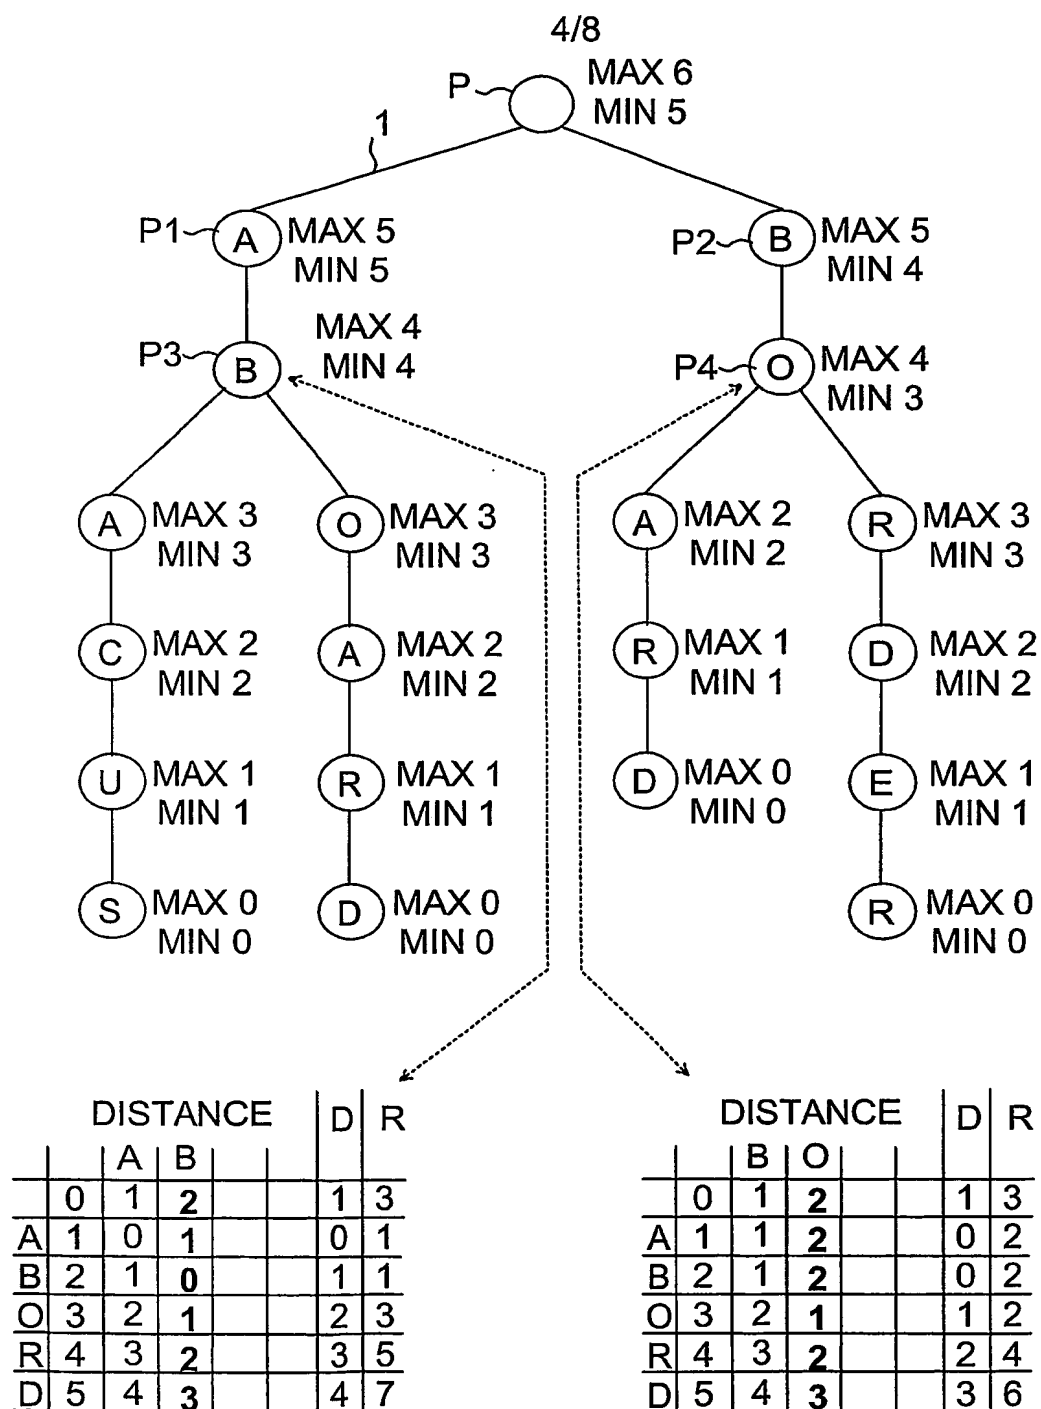 4/8
P MAX 6
MIN 5
1
P1 A MAX 5
MIN 5
P2 B MAX 5
MIN 4
P3 B MAX 4
MIN 4
P4 O MAX 4
MIN 3
A MAX 3
MIN 3
O MAX 3
MIN 3
A MAX 2
MIN 2
R MAX 3
MIN 3
C MAX 2
MIN 2
A MAX 2
MIN 2
R MAX 1
MIN 1
D MAX 2
MIN 2
U MAX 1
MIN 1
R MAX 1
MIN 1
D MAX 0
MIN 0
E MAX 1
MIN 1
S MAX 0
MIN 0
D MAX 0
MIN 0
R MAX 0
MIN 0
DISTANCE D R
A B
0 1 2 1 3
A 1 0 1 0 1
B 2 1 0 1 1
O 3 2 1 2 3
R 4 3 2 3 5
D 5 4 3 4 7
DISTANCE D R
B O
0 1 2 1 3
A 1 1 2 0 2
B 2 1 2 0 2
O 3 2 1 1 2
R 4 3 2 2 4
D 5 4 3 3 6